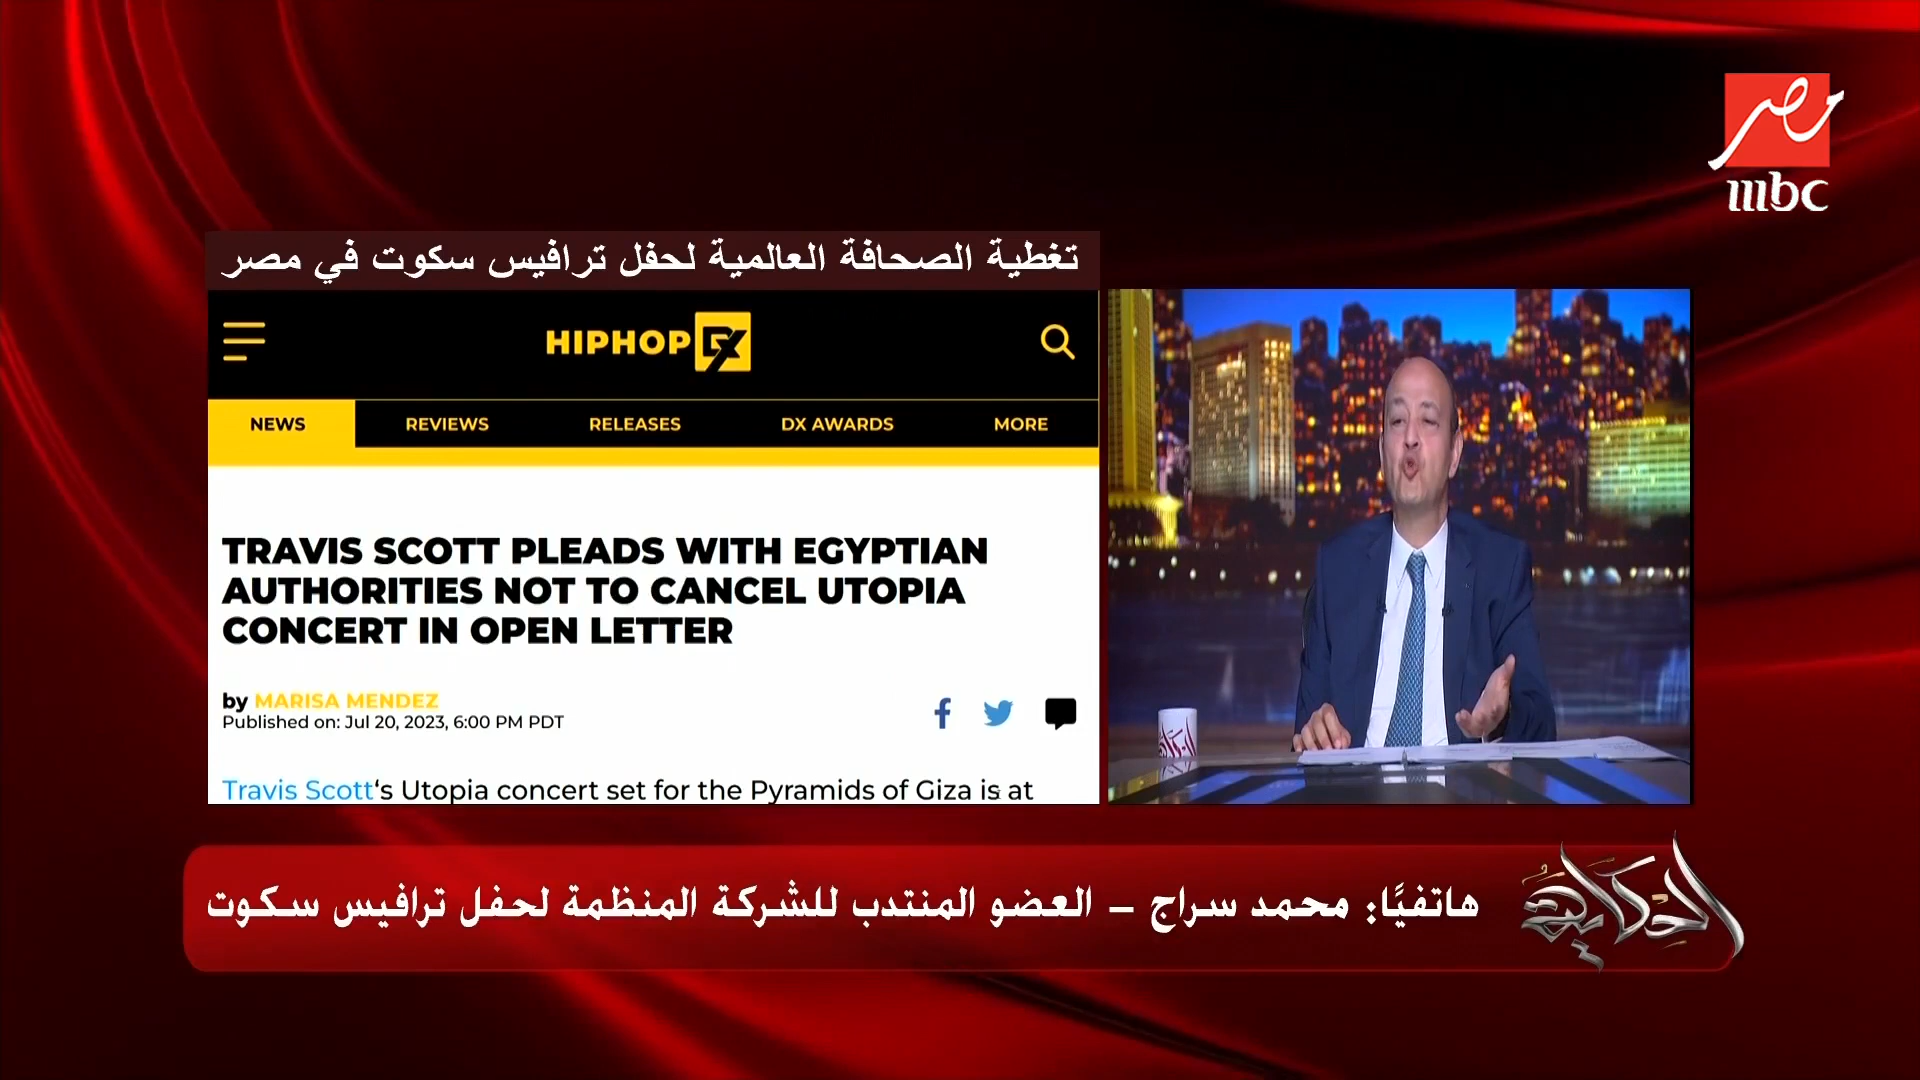 مصر
mbc
تغطية الصحافة العالمية لحفل ترافيس سكوت في مصر
HIPHOP DX
NEWS REVIEWS RELEASES DX AWARDS MORE
TRAVIS SCOTT PLEADS WITH EGYPTIAN
AUTHORITIES NOT TO CANCEL UTOPIA
CONCERT IN OPEN LETTER
by MARISA MENDEZ
Published on: Jul 20, 2023, 6:00 PM PDT
Travis Scott‘s Utopia concert set for the Pyramids of Giza is at
الحكاية
هاتفيًا: محمد سراج – العضو المنتدب للشركة المنظمة لحفل ترافيس سكوت
الحكاية